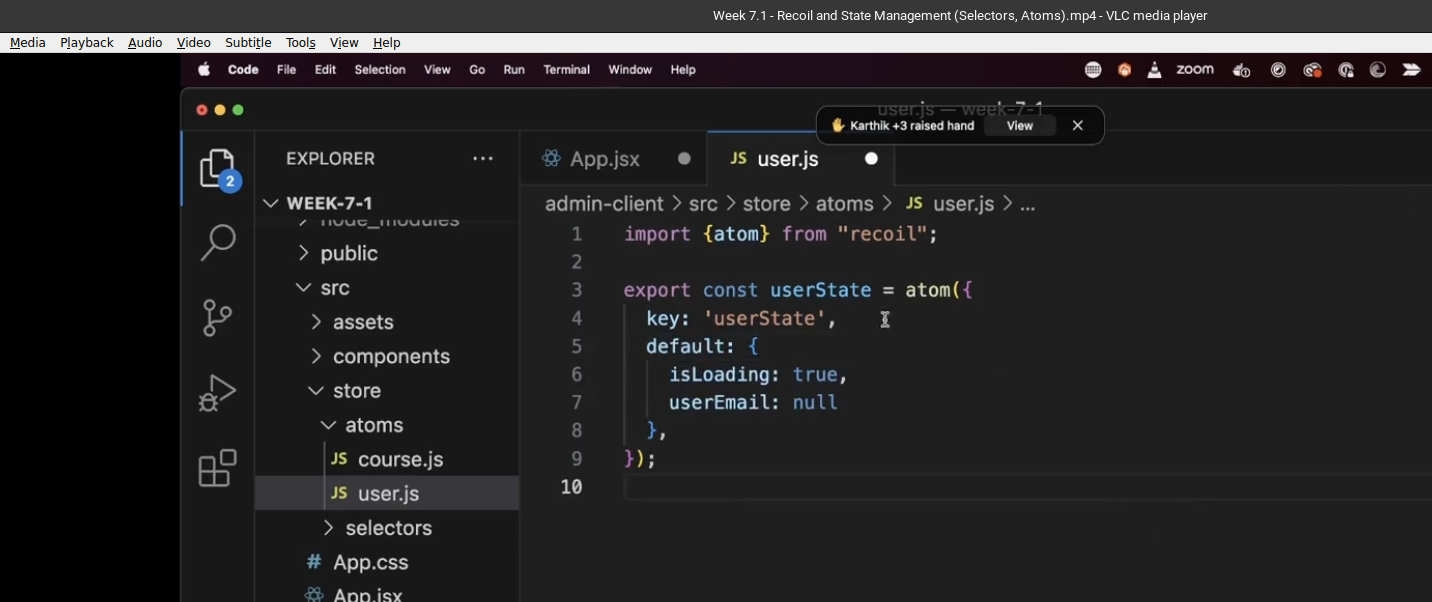 Week 7.1 - Recoil and State Management (Selectors, Atoms).mp4 - VLC media player
Media Playback Audio Video Subtitle Tools View Help
Code File Edit Selection View Go Run Terminal Window Help
zoom
user.js — week-7-1
Karthik +3 raised hand View
2
EXPLORER
App.jsx
JS user.js
WEEK-7-1
admin-client > src > store > atoms > JS user.js > ...
node_modules
public
src
assets
components
store
atoms
JS course.js
JS user.js
selectors
# App.css
App.jsx
1 import {atom} from "recoil";
2
3 export const userState = atom({
4 key: 'userState',
5 default: {
6 isLoading: true,
7 userEmail: null
8 },
9 });
10